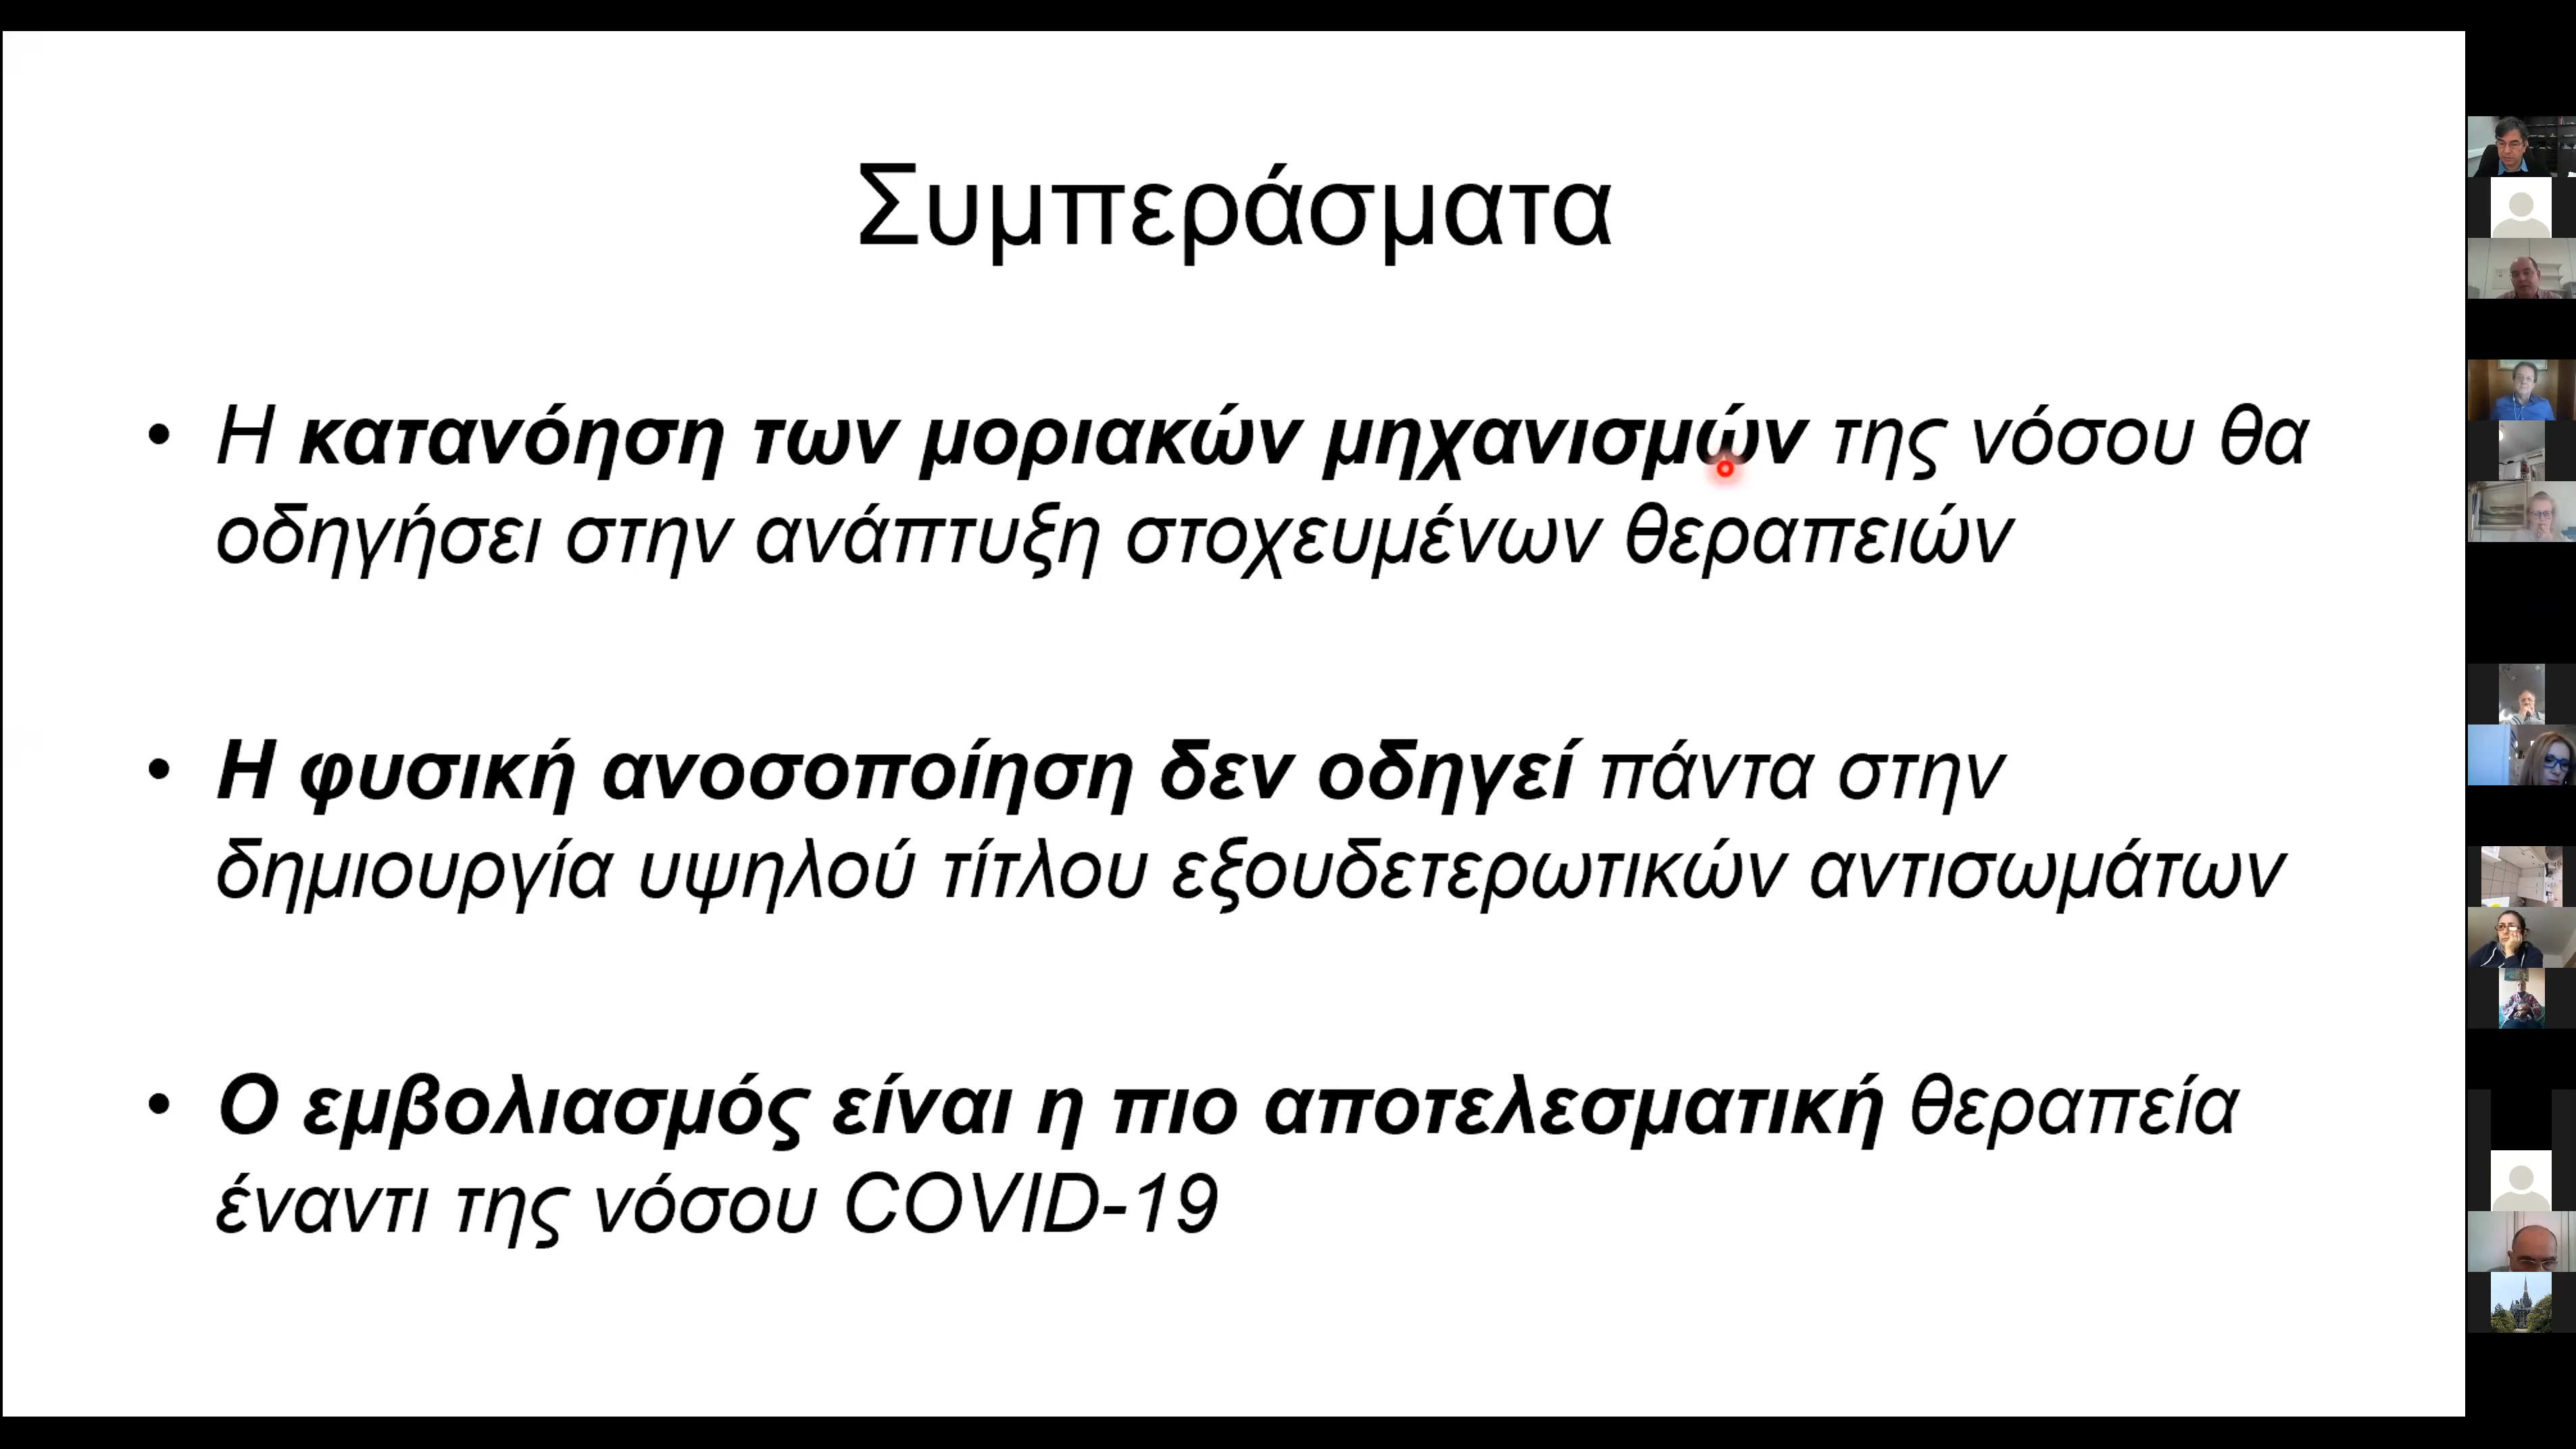 Συμπεράσματα
• Η κατανόηση των μοριακών μηχανισμών της νόσου θα
οδηγήσει στην ανάπτυξη στοχευμένων θεραπειών
• Η φυσική ανοσοποίηση δεν οδηγεί πάντα στην
δημιουργία υψηλού τίτλου εξουδετερωτικών αντισωμάτων
• Ο εμβολιασμός είναι η πιο αποτελεσματική θεραπεία
έναντι της νόσου COVID-19